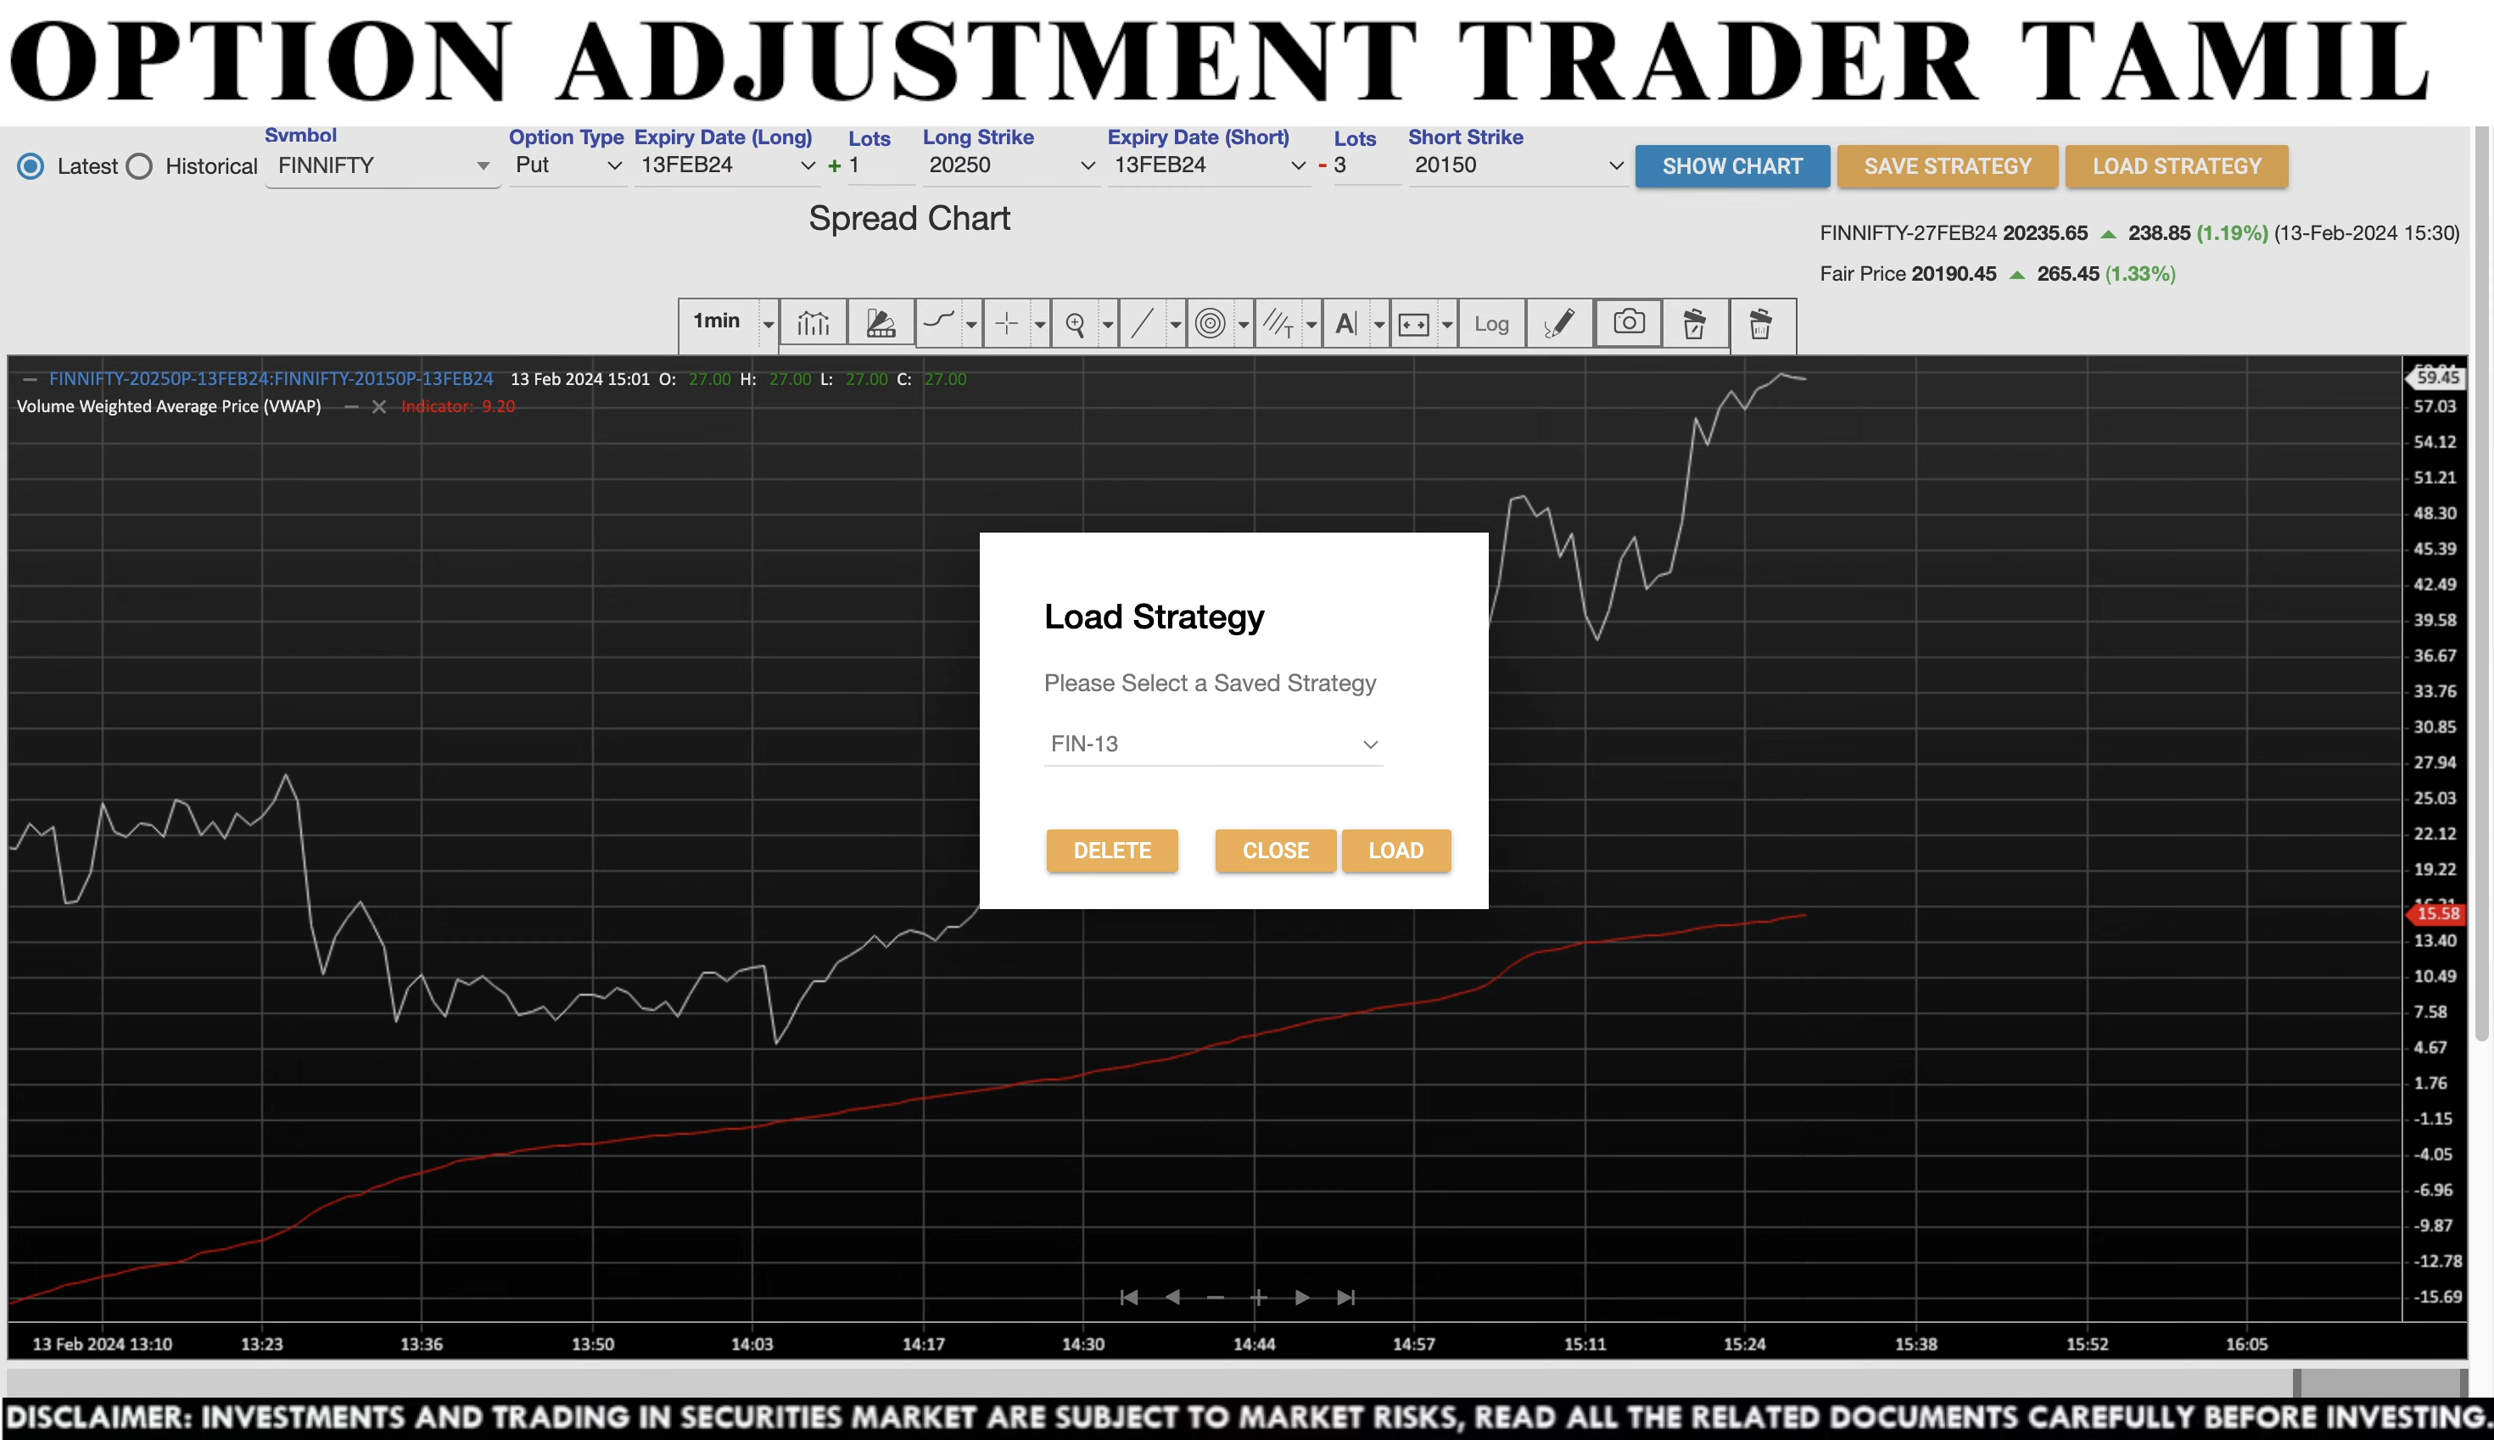 OPTION ADJUSTMENT TRADER TAMIL
Symbol Option Type Expiry Date (Long) Lots Long Strike Expiry Date (Short) Lots Short Strike
Latest Historical FINNIFTY Put 13FEB24 + 1 20250 13FEB24 - 3 20150 SHOW CHART SAVE STRATEGY LOAD STRATEGY
Spread Chart
FINNIFTY-27FEB24 20235.65 ▲ 238.85 (1.19%) (13-Feb-2024 15:30)
Fair Price 20190.45 ▲ 265.45 (1.33%)
1min T A Log
FINNIFTY-20250P-13FEB24:FINNIFTY-20150P-13FEB24 13 Feb 2024 15:01 O: 27.00 H: 27.00 L: 27.00 C: 27.00
Volume Weighted Average Price (VWAP) Indicator: 9.20
59.45
57.03
54.12
51.21
48.30
45.39
42.49
39.58
36.67
33.76
30.85
27.94
25.03
22.12
19.22
15.58
13.40
10.49
7.58
4.67
1.76
-1.15
-4.05
-6.96
-9.87
-12.78
-15.69
Load Strategy
Please Select a Saved Strategy
FIN-13
DELETE CLOSE LOAD
13 Feb 2024 13:10 13:23 13:36 13:50 14:03 14:17 14:30 14:44 14:57 15:11 15:24 15:38 15:52 16:05
DISCLAIMER: INVESTMENTS AND TRADING IN SECURITIES MARKET ARE SUBJECT TO MARKET RISKS, READ ALL THE RELATED DOCUMENTS CAREFULLY BEFORE INVESTING.